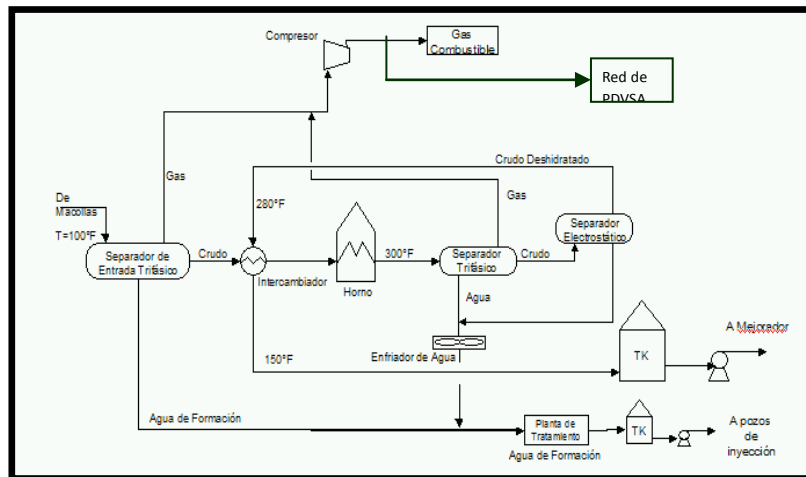 Compresor
Gas
Combustible
Red de
PDVSA
Gas
Crudo Deshidratado
De
Macollas
T=100°F
280°F
Gas
Separador
Electrostático
Separador de
Entrada Trifásico
Crudo
Intercambiador
Horno
300°F
Separador
Trifásico
Crudo
Agua
Enfriador de Agua
150°F
TK
A Mejorador
Agua de Formación
Planta de
Tratamiento
Agua de Formación
TK
A pozos
de
inyección